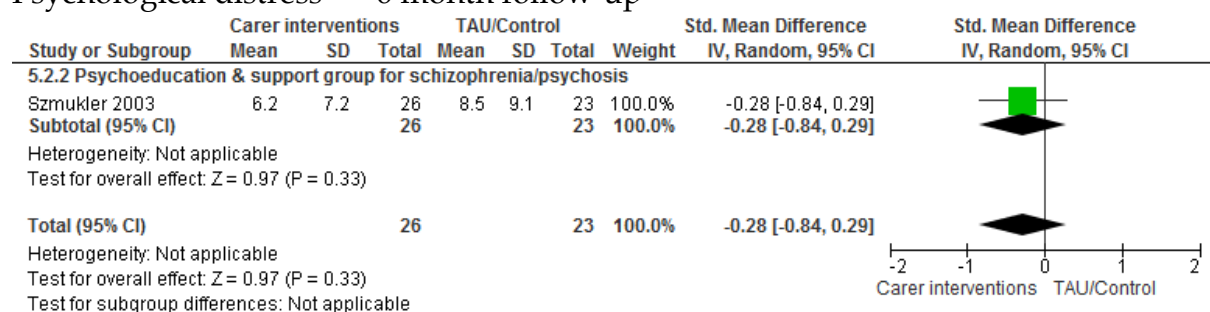 Psychological distress — 6 month follow-up
Carer interventions TAU/Control Std. Mean Difference Std. Mean Difference
Study or Subgroup Mean SD Total Mean SD Total Weight IV, Random, 95% CI IV, Random, 95% CI
5.2.2 Psychoeducation & support group for schizophrenia/psychosis
Szmukler 2003 6.2 7.2 26 8.5 9.1 23 100.0% -0.28 [-0.84, 0.29]
Subtotal (95% CI) 26 23 100.0% -0.28 [-0.84, 0.29]
Heterogeneity: Not applicable
Test for overall effect: Z = 0.97 (P = 0.33)
Total (95% CI) 26 23 100.0% -0.28 [-0.84, 0.29]
Heterogeneity: Not applicable
Test for overall effect: Z = 0.97 (P = 0.33)
Test for subgroup differences: Not applicable
-2 -1 0 1 2
Carer interventions TAU/Control